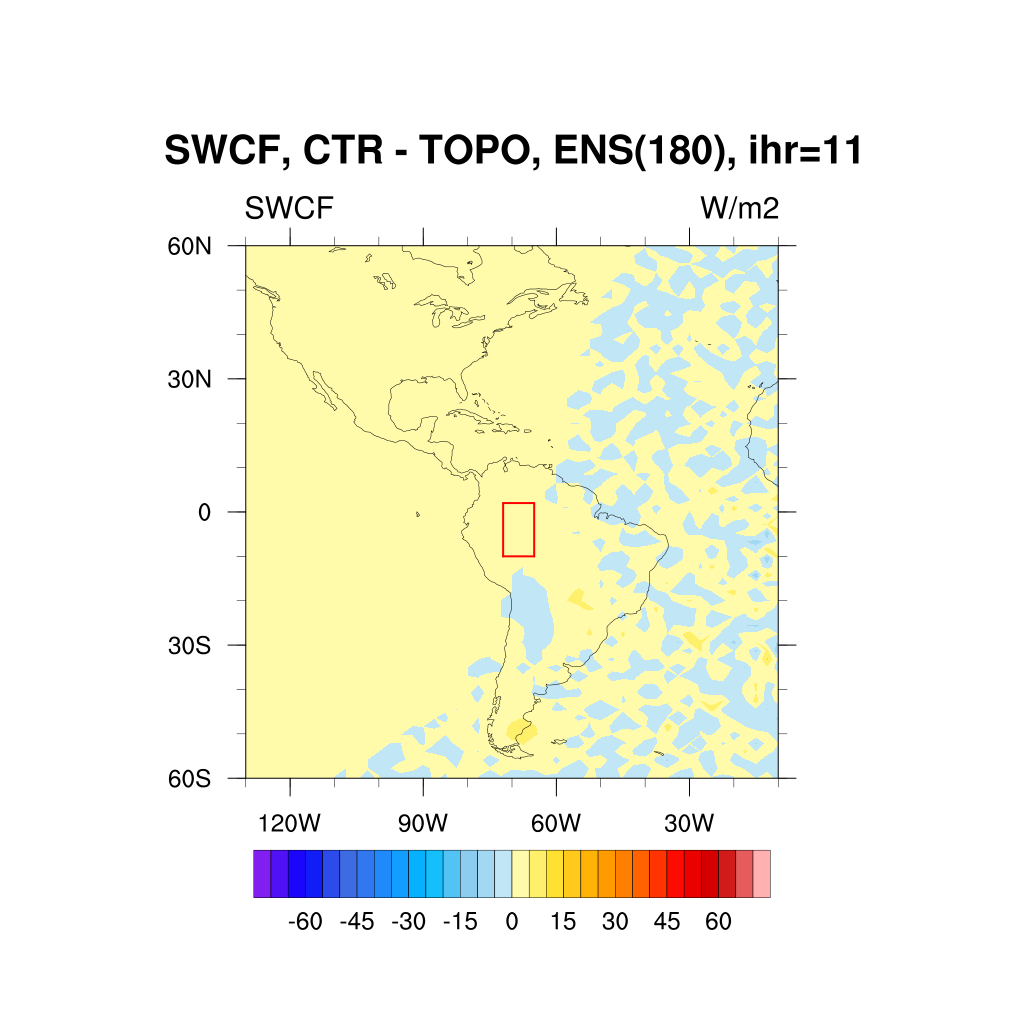 SWCF, CTR - TOPO, ENS(180), ihr=11
SWCF W/m2
60N
30N
0
30S
60S
120W 90W 60W 30W
-60 -45 -30 -15 0 15 30 45 60